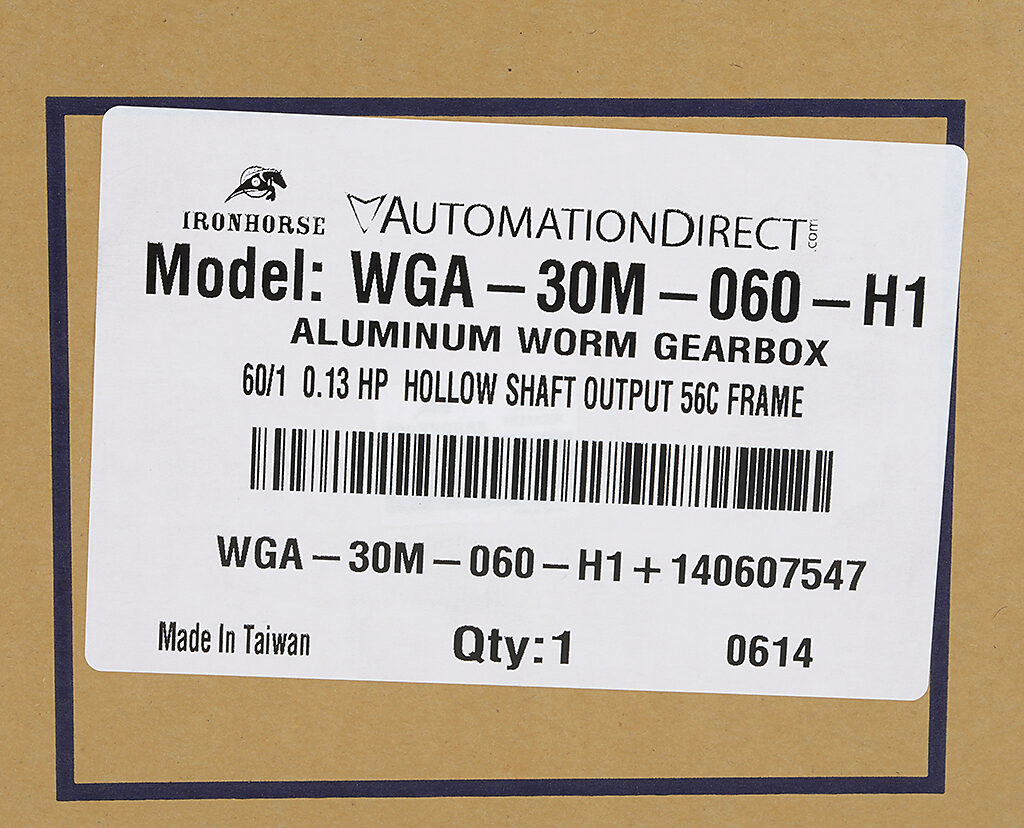 IRONHORSE AUTOMATIONDIRECT.com
Model: WGA-30M-060-H1
ALUMINUM WORM GEARBOX
60/1 0.13 HP HOLLOW SHAFT OUTPUT 56C FRAME
WGA-30M-060-H1+140607547
Made In Taiwan Qty:1 0614